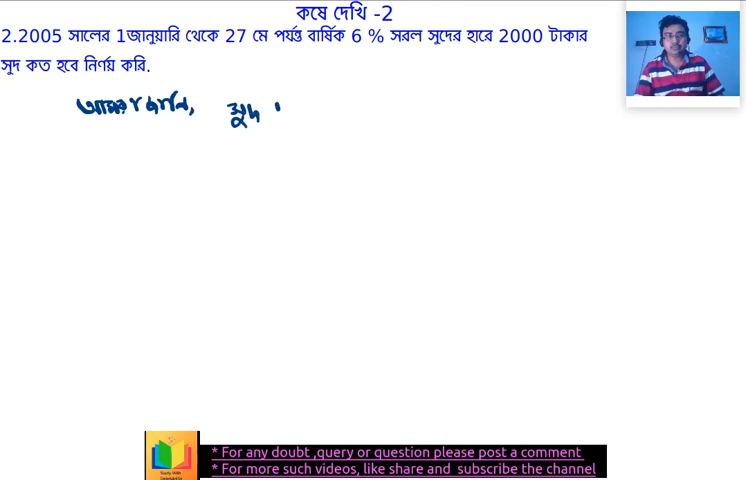 কষে দেখি -2
2.2005 সালের 1জানুয়ারি থেকে 27 মে পর্যন্ত বার্ষিক 6 % সরল সুদের হারে 2000 টাকার
সুদ কত হবে নির্ণয় করি.
আমরা জানি, সুদ
* For any doubt ,query or question please post a comment
* For more such videos, like share and  subscribe the channel